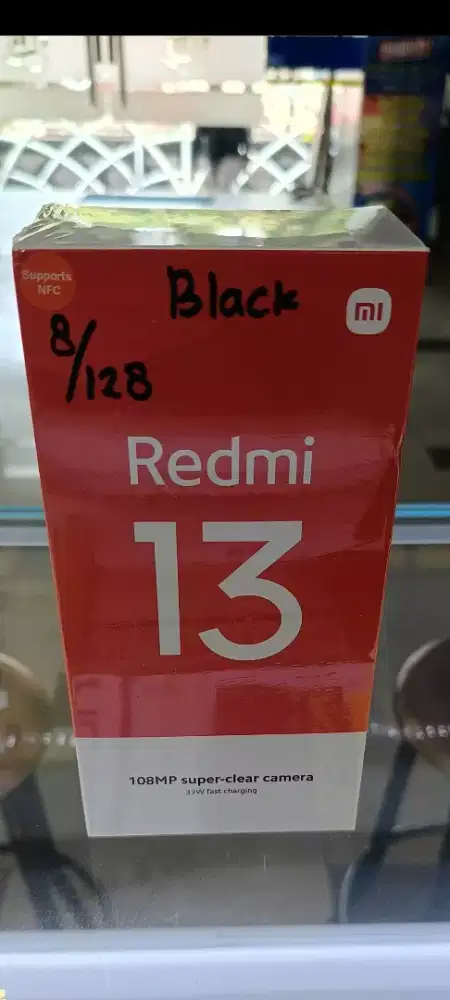 Supports
NFC
Black
mi
8/128
Redmi
13
108MP super-clear camera
33W fast charging